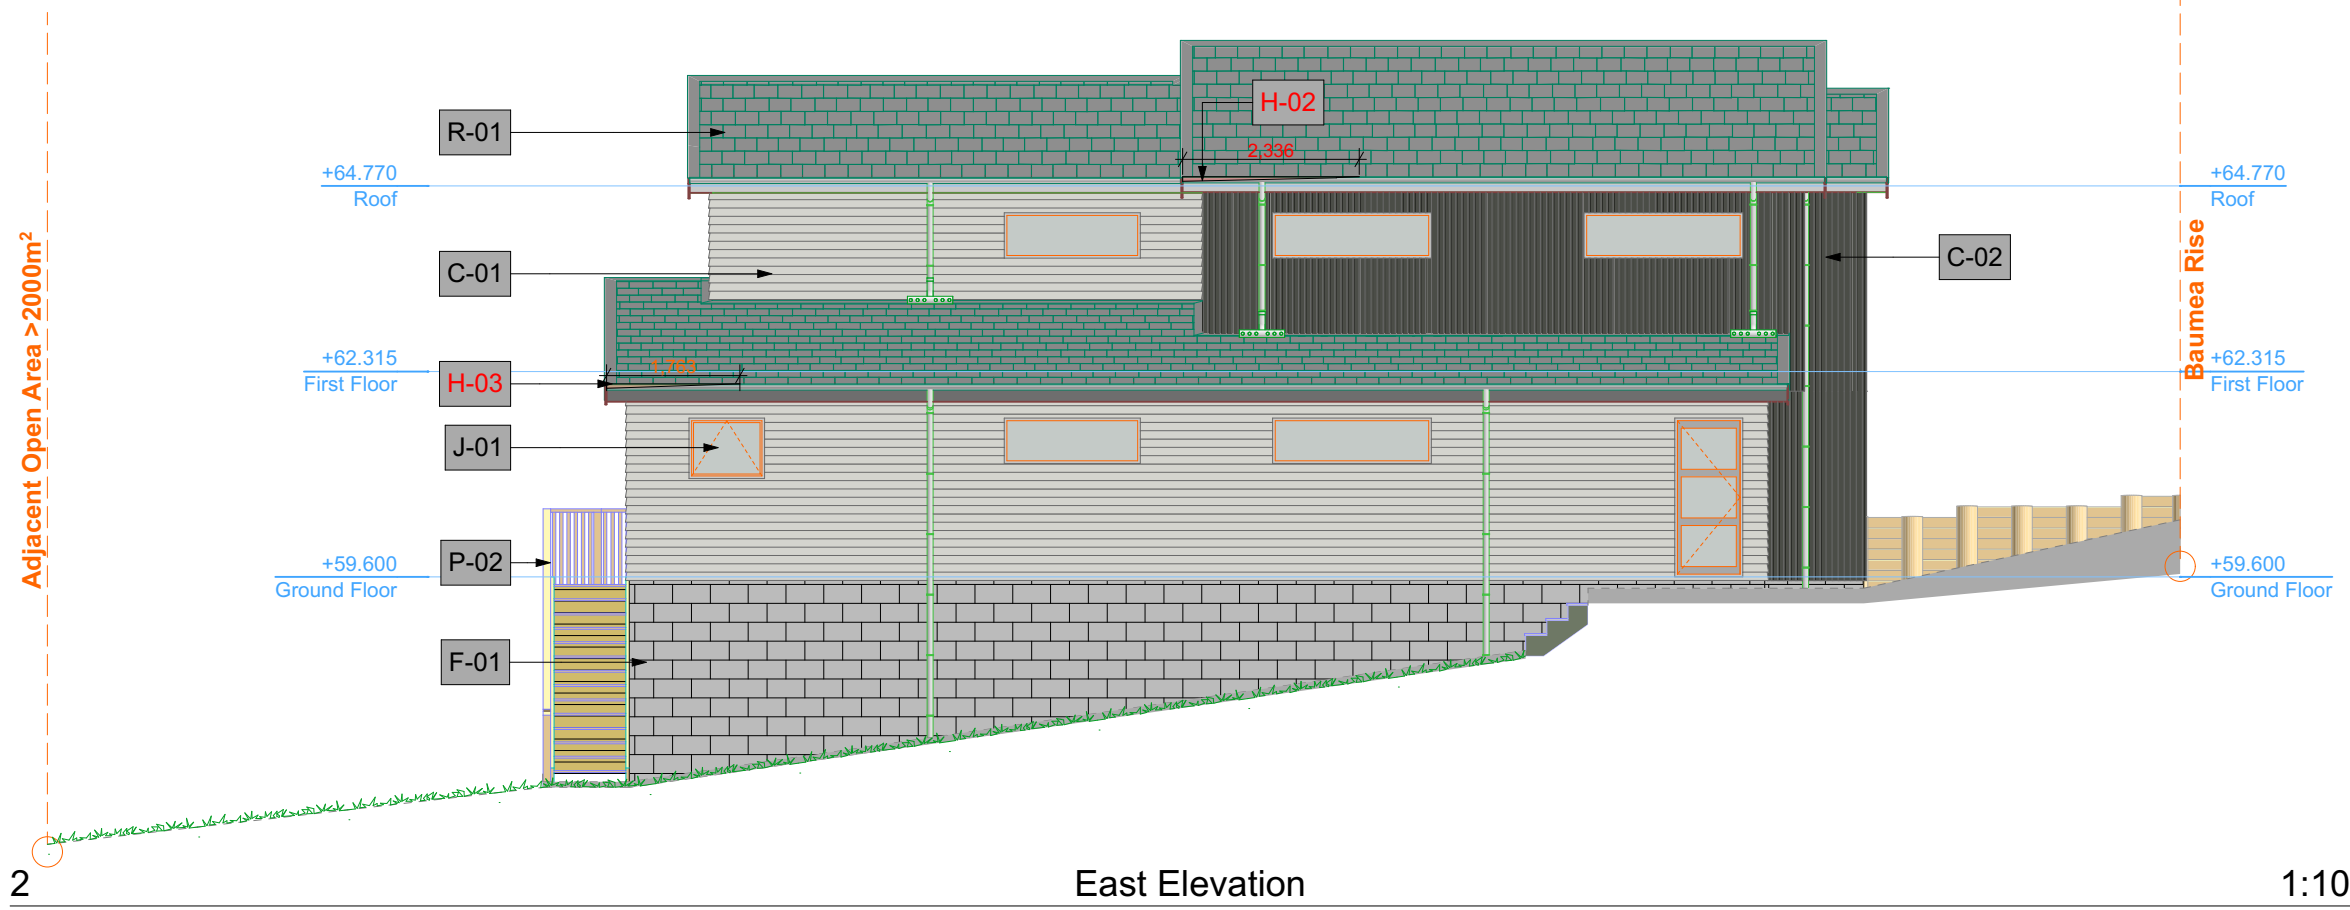 H-02
R-01
2,336
+64.770
Roof
+64.770
Roof
C-01
C-02
Adjacent Open Area >2000m²
Baumea Rise
+62.315
First Floor
1,763
+62.315
First Floor
H-03
J-01
P-02
+59.600
Ground Floor
+59.600
Ground Floor
F-01
2
East Elevation
1:10